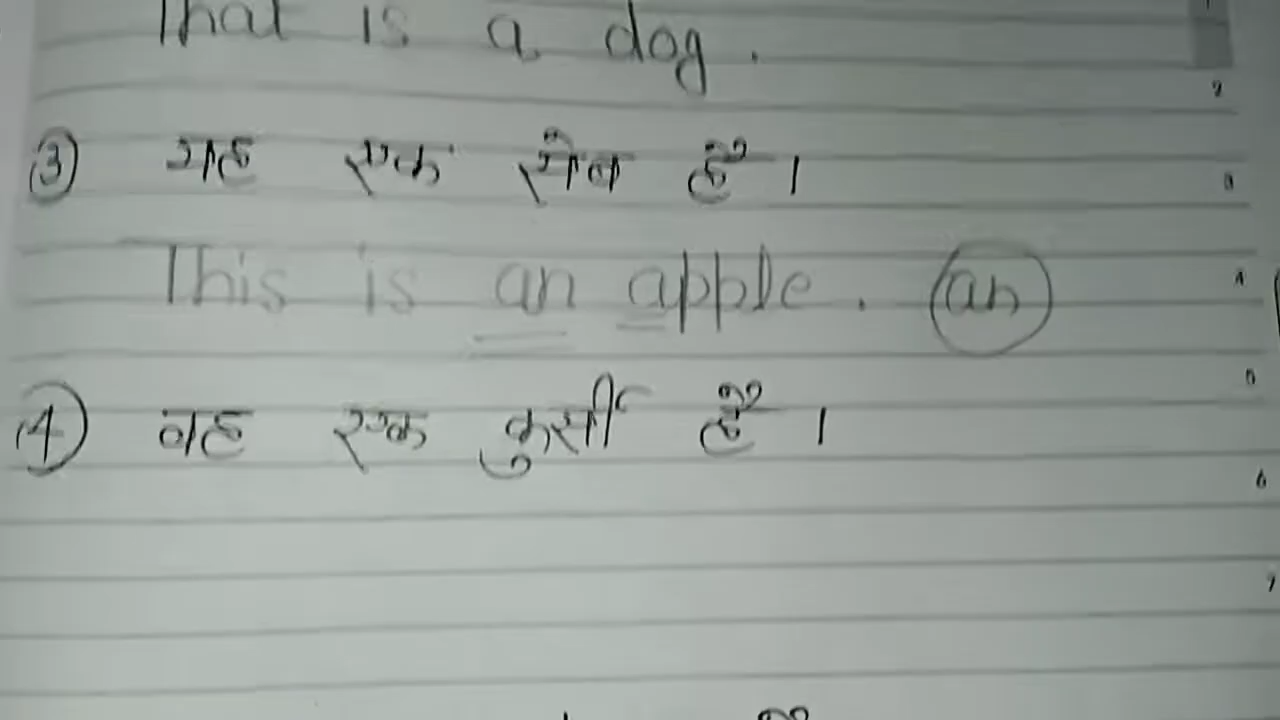 That is a dog.
③ यह एक सेब है।
This is an apple. an
④ वह एक कुर्सी है।